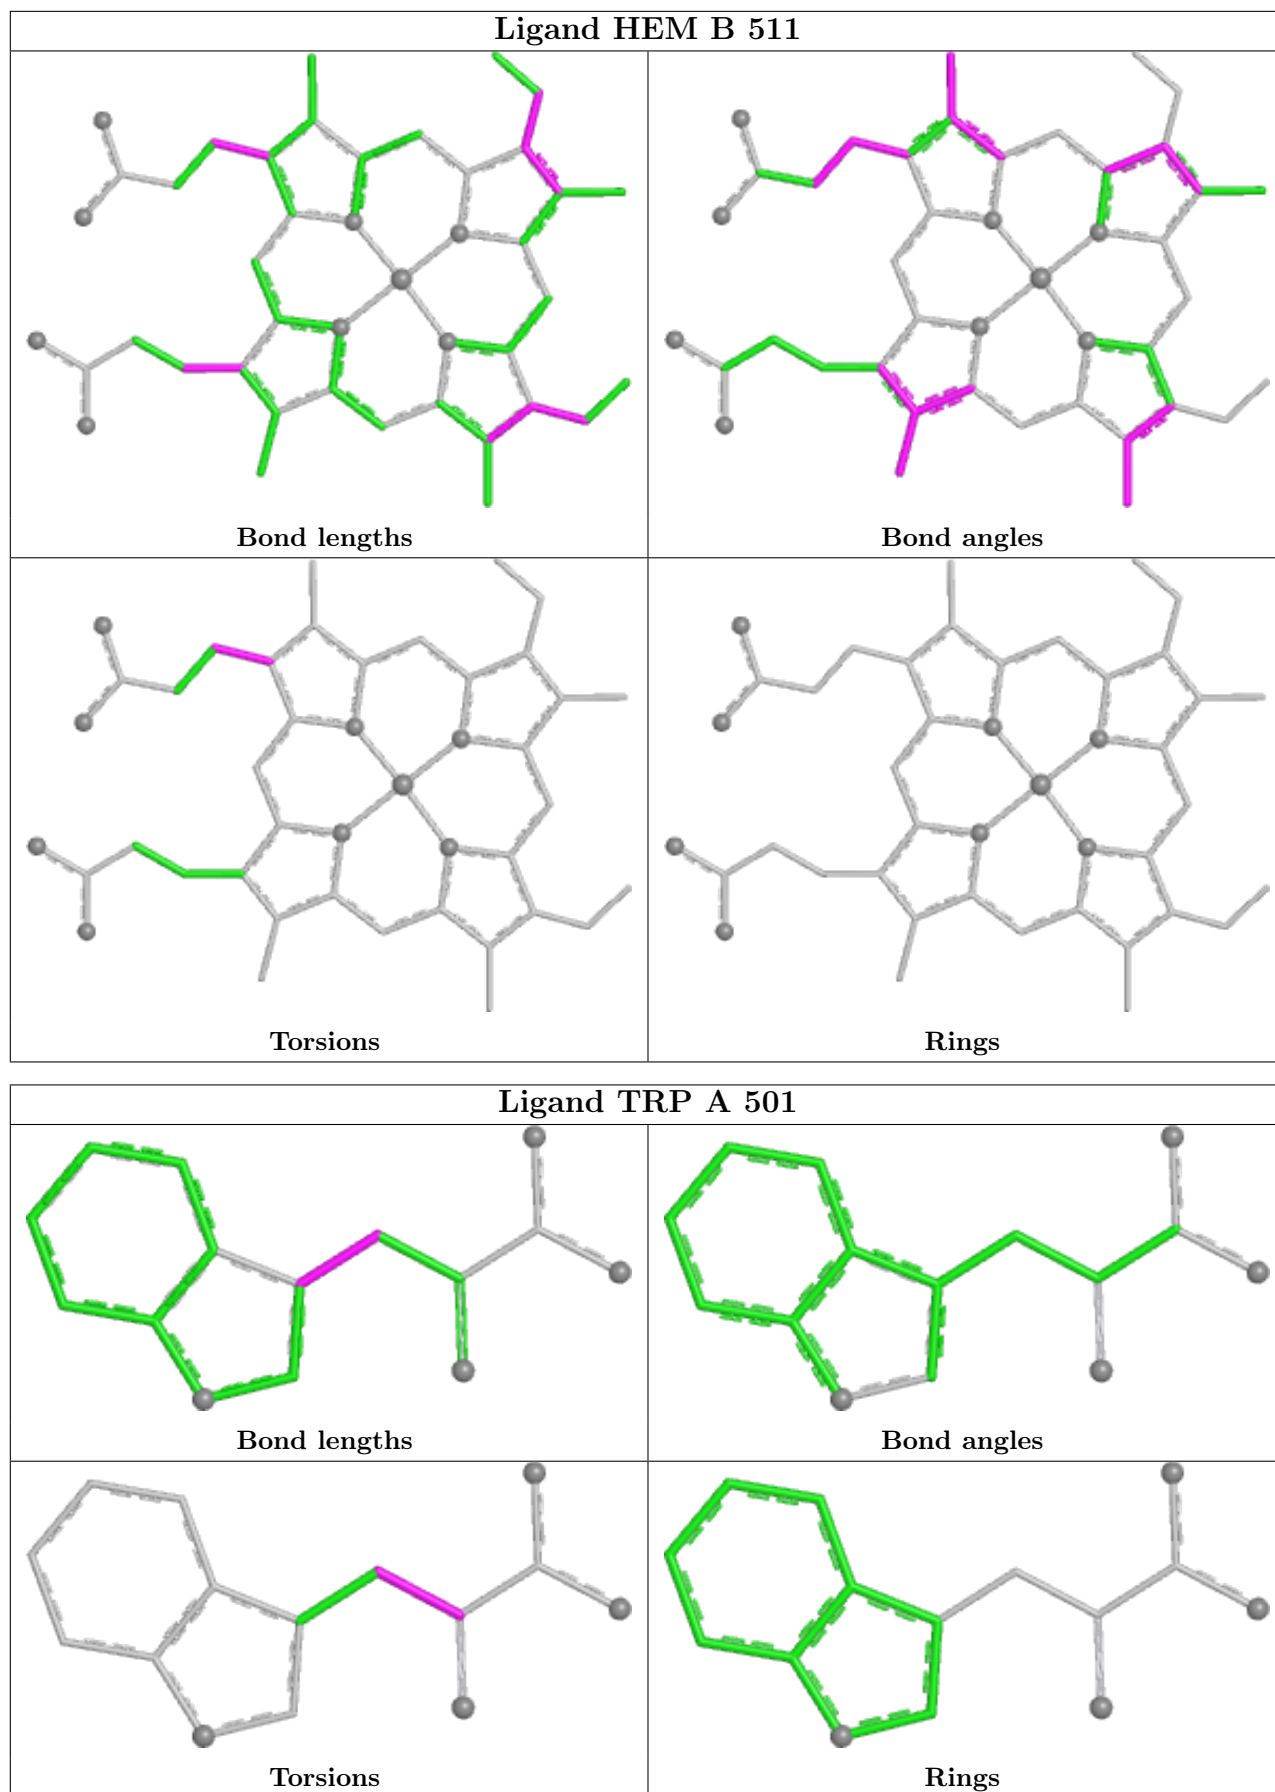 Ligand HEM B 511
Bond lengths
Bond angles
Torsions
Rings
Ligand TRP A 501
Bond lengths
Bond angles
Torsions
Rings